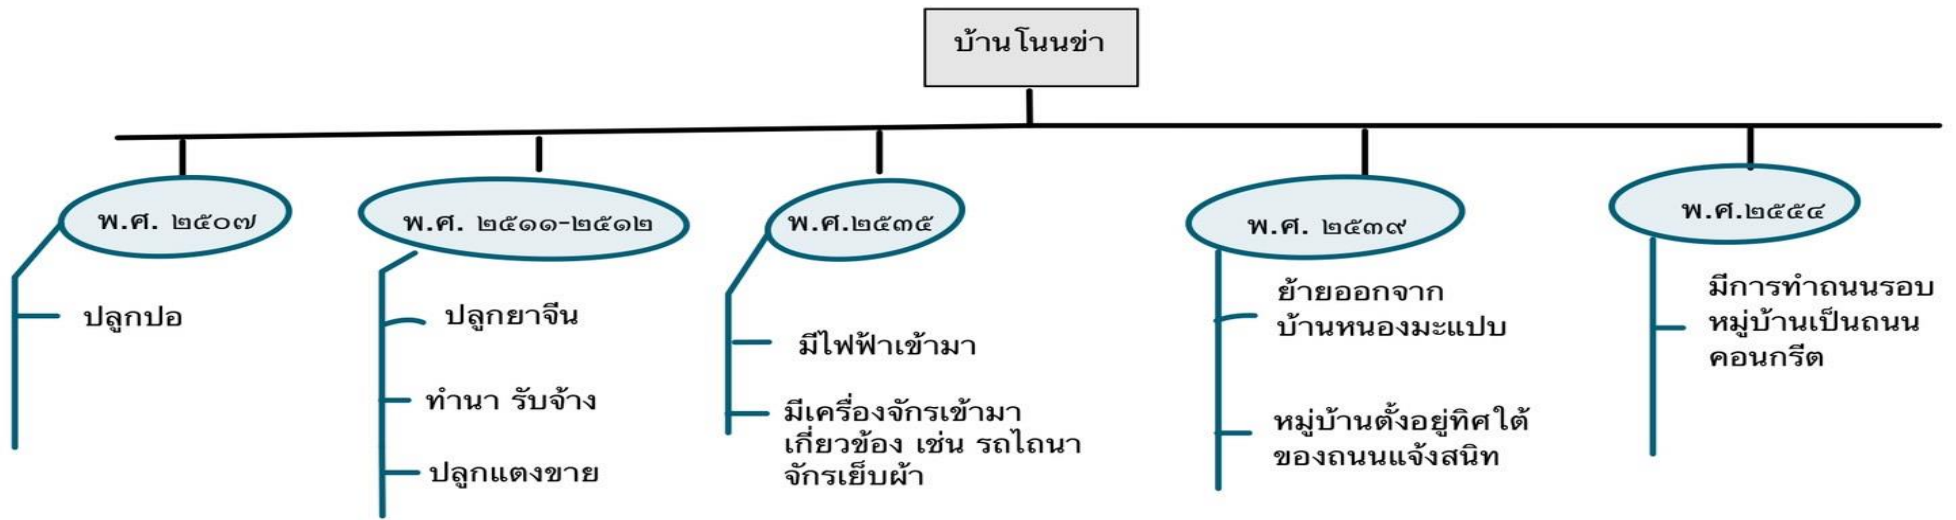 บ้านโนนข่า
พ.ศ. ๒๕๐๗
ปลูกปอ
พ.ศ. ๒๕๑๑-๒๕๑๒
ปลูกยาจีน
ทำนา รับจ้าง
ปลูกแตงขาย
พ.ศ.๒๕๓๕
มีไฟฟ้าเข้ามา
มีเครื่องจักรเข้ามา
เกี่ยวข้อง เช่น รถไถนา
จักรเย็บผ้า
พ.ศ. ๒๕๓๙
ย้ายออกจาก
บ้านหนองมะแปบ
หมู่บ้านตั้งอยู่ทิศใต้
ของถนนแจ้งสนิท
พ.ศ.๒๕๕๔
มีการทำถนนรอบ
หมู่บ้านเป็นถนน
คอนกรีต